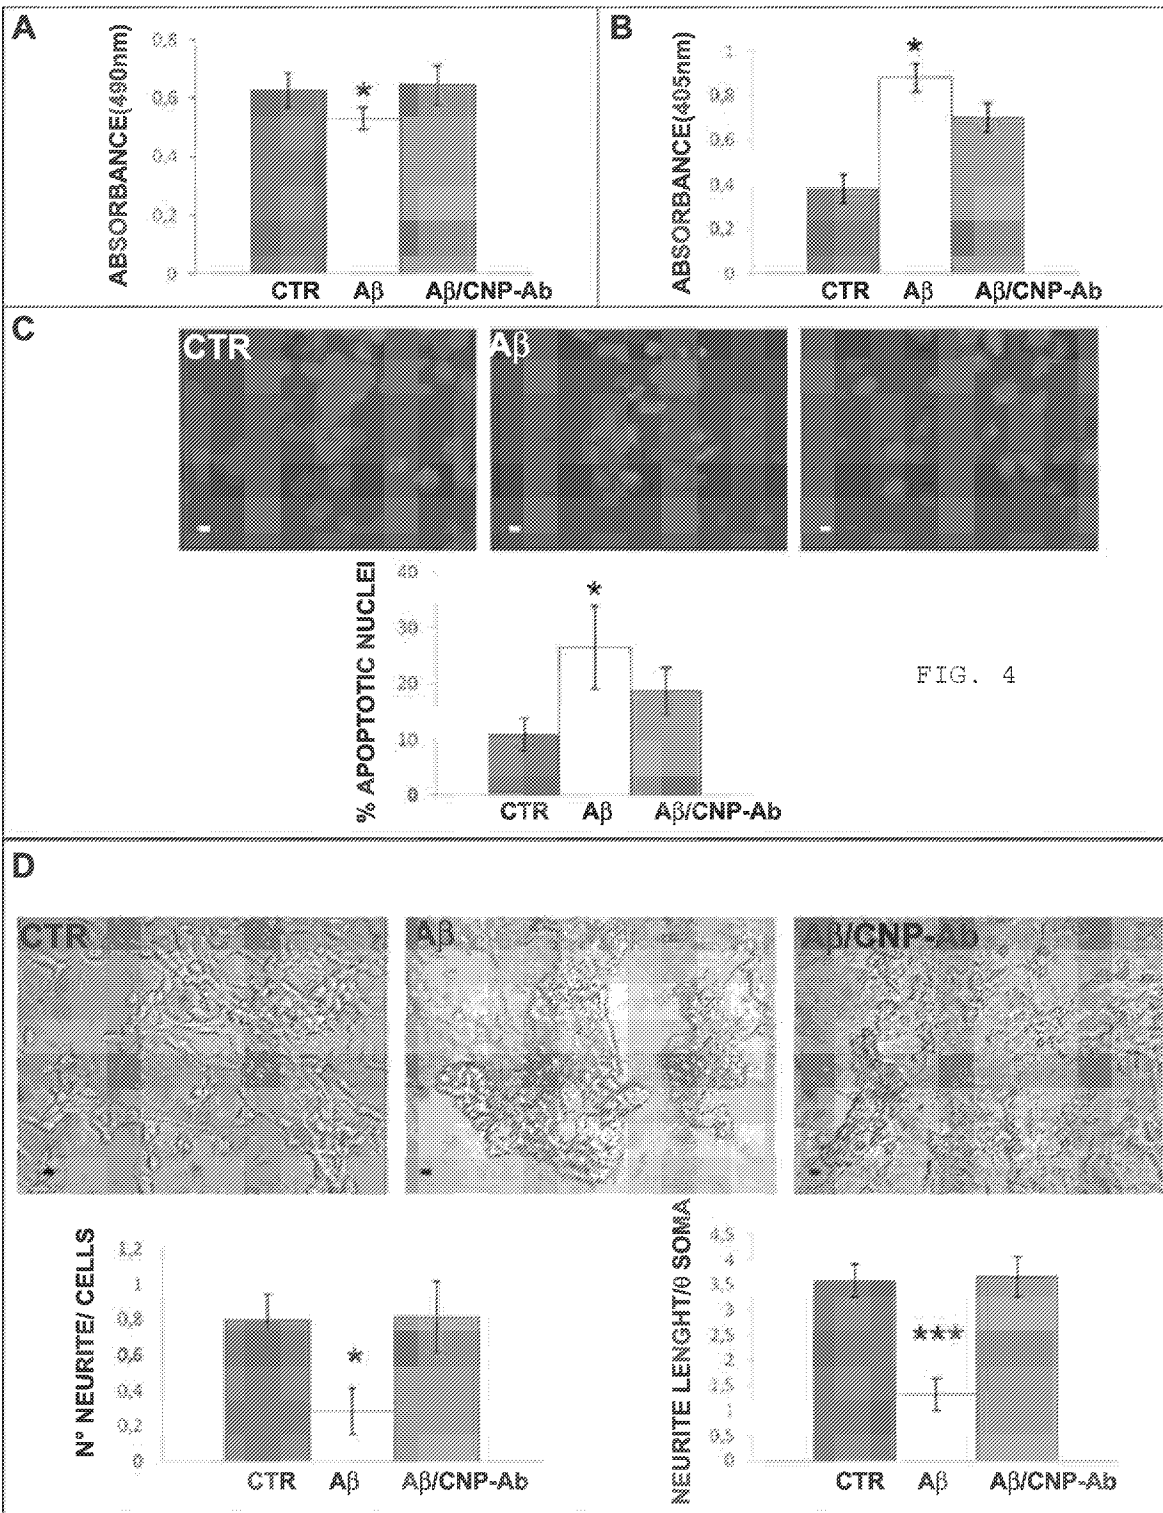 A
ABSORBANCE(490nm)
0,8
0,6
0,4
0,2
0
*
CTR Aβ Aβ/CNP-Ab
B
ABSORBANCE(405nm)
1
0,8
0,6
0,4
0,2
0
*
CTR Aβ Aβ/CNP-Ab
C
CTR
Aβ
% APOPTOTIC NUCLEI
40
30
20
10
0
*
CTR Aβ Aβ/CNP-Ab
FIG. 4
D
CTR
Aβ
Aβ/CNP-Ab
N° NEURITE/ CELLS
1,2
1
0,8
0,6
0,4
0,2
0
*
CTR Aβ Aβ/CNP-Ab
NEURITE LENGHT/θ SOMA
4,5
4
3,5
3
2,5
2
1,5
1
0,5
0
***
CTR Aβ Aβ/CNP-Ab